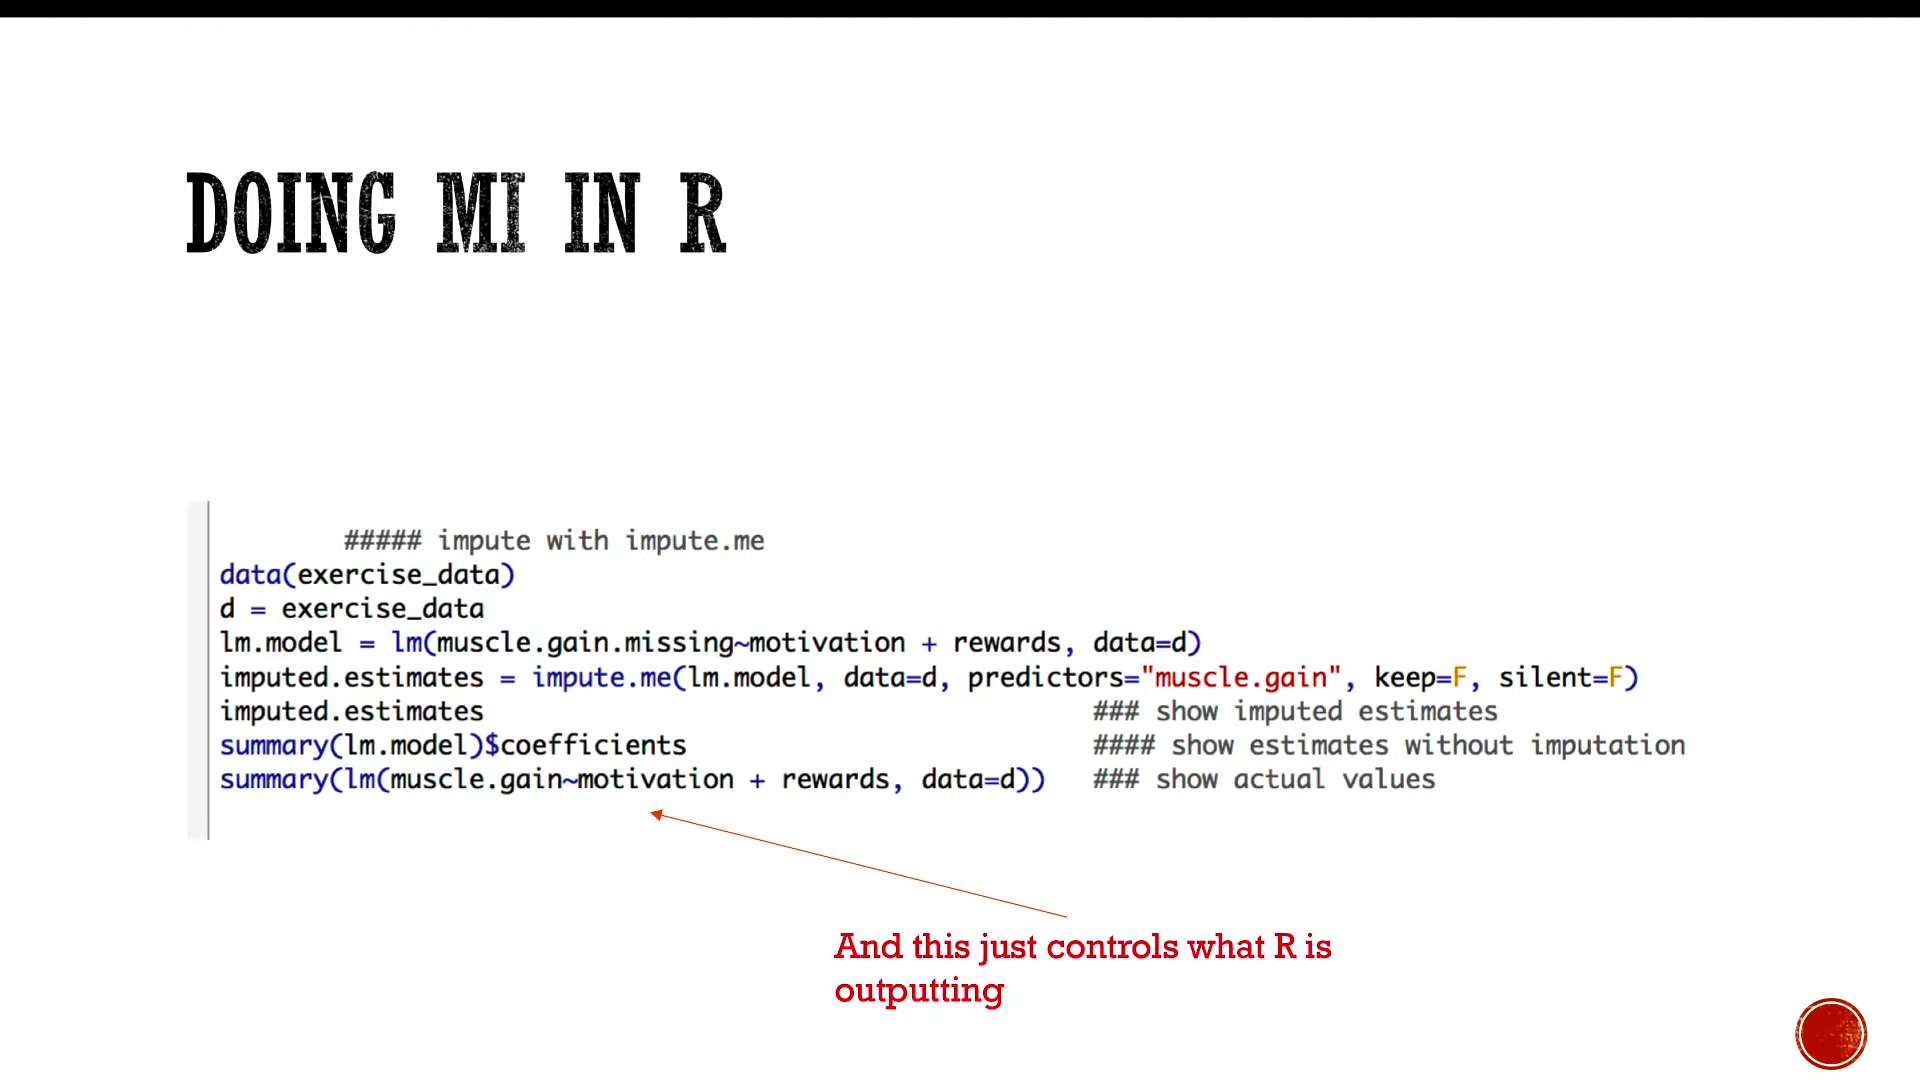 DOING MI IN R
##### impute with impute.me
data(exercise_data)
d = exercise_data
lm.model = lm(muscle.gain.missing~motivation + rewards, data=d)
imputed.estimates = impute.me(lm.model, data=d, predictors="muscle.gain", keep=F, silent=F)
imputed.estimates ### show imputed estimates
summary(lm.model)$coefficients #### show estimates without imputation
summary(lm(muscle.gain~motivation + rewards, data=d)) ### show actual values
And this just controls what R is
outputting